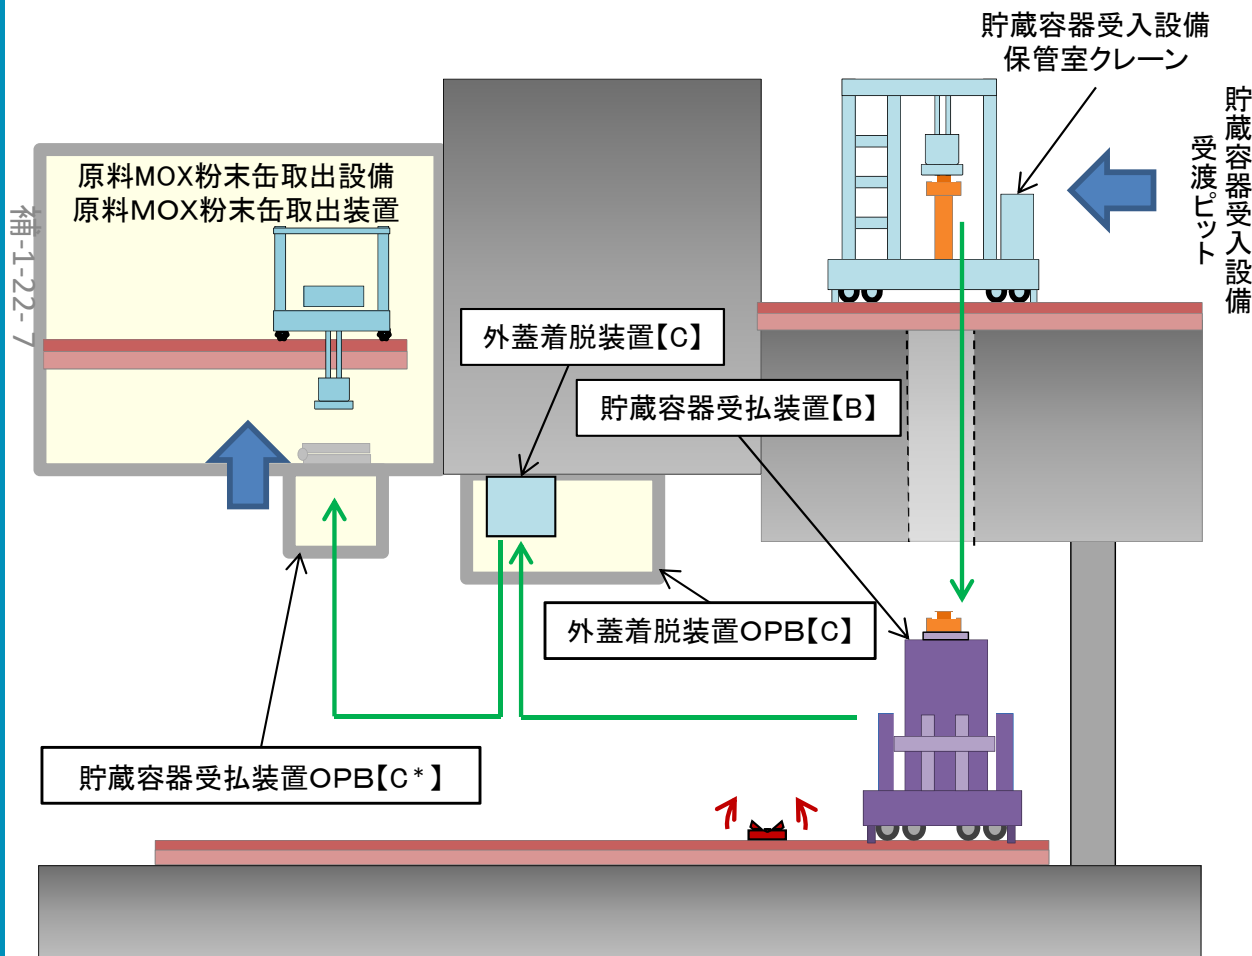 貯蔵容器受入設備
保管室クレーン
貯蔵容器受入設備
受渡ピット
原料MOX粉末缶取出設備
原料MOX粉末缶取出装置
補-1-22-7
外蓋着脱装置【C】
貯蔵容器受払装置【B】
外蓋着脱装置OPB【C】
貯蔵容器受払装置OPB【C*】